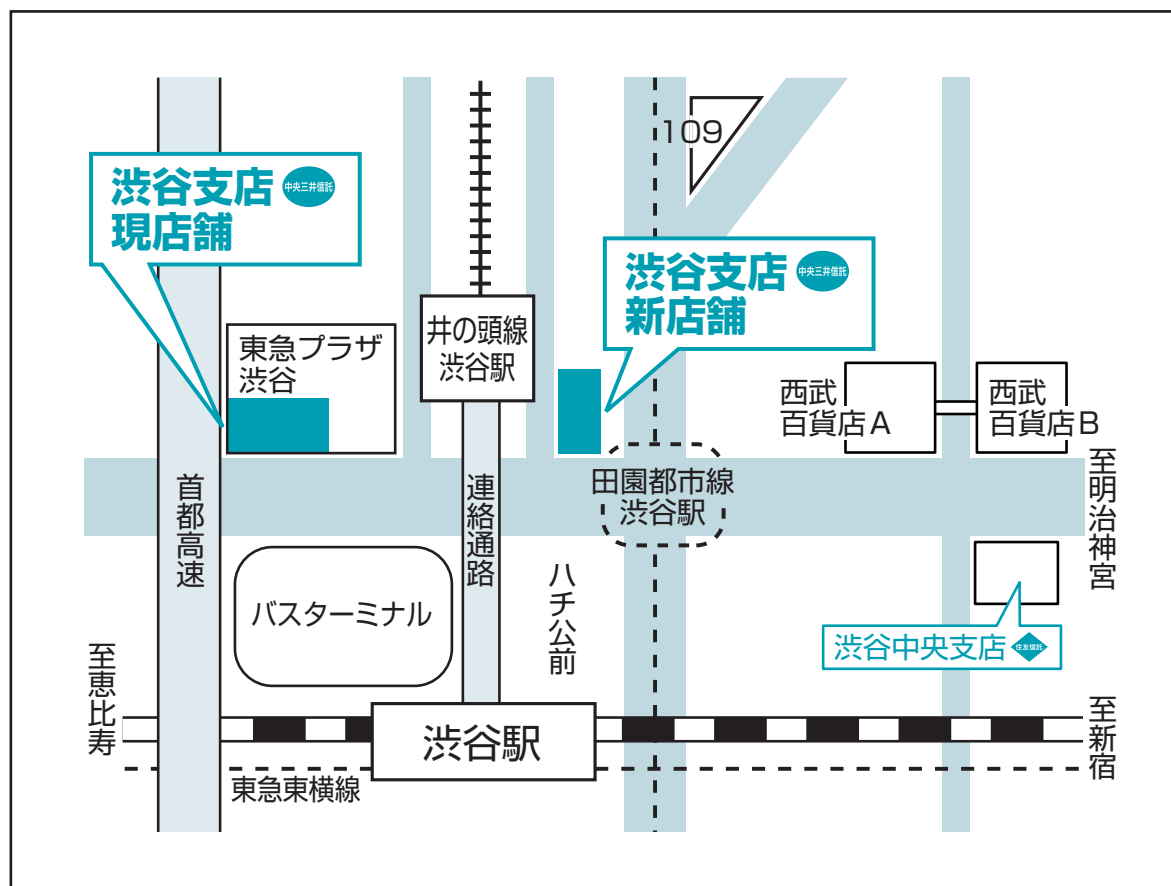 109
渋谷支店 中央三井信託
現店舗
渋谷支店 中央三井信託
新店舗
東急プラザ
渋谷
井の頭線
渋谷駅
西武
百貨店A
西武
百貨店B
首都高速
連絡通路
田園都市線
渋谷駅
至明治神宮
バスターミナル
ハチ公前
渋谷中央支店 住友信託
至恵比寿
渋谷駅
至新宿
東急東横線